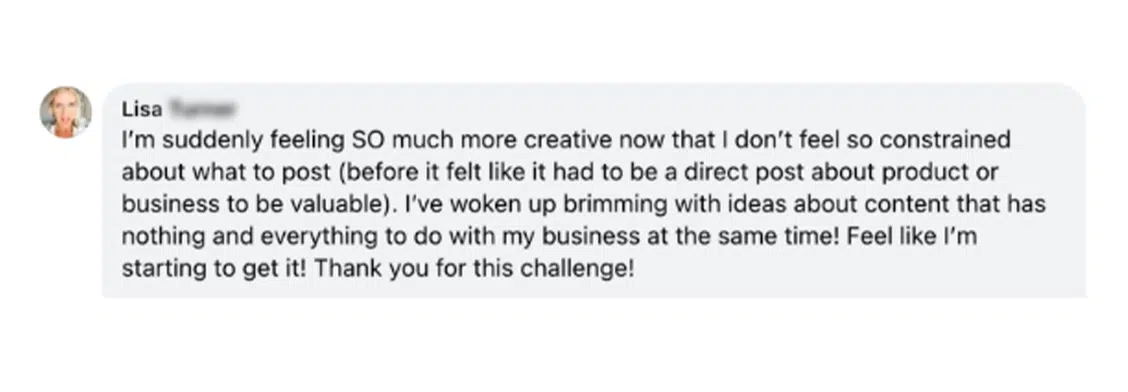 Lisa
I’m suddenly feeling SO much more creative now that I don’t feel so constrained
about what to post (before it felt like it had to be a direct post about product or
business to be valuable). I’ve woken up brimming with ideas about content that has
nothing and everything to do with my business at the same time! Feel like I’m
starting to get it! Thank you for this challenge!